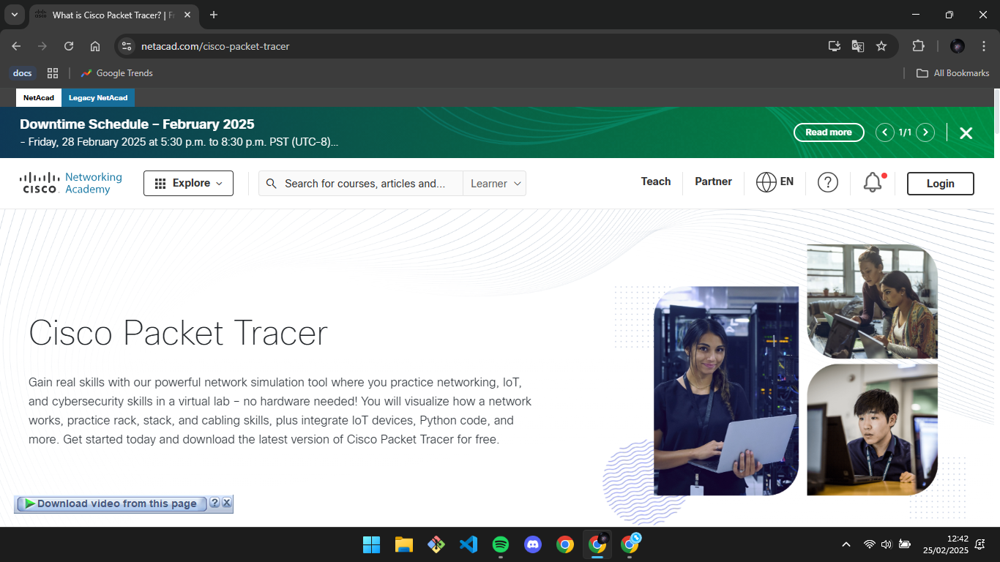 What is Cisco Packet Tracer? | Fr
netacad.com/cisco-packet-tracer
docs
Google Trends
All Bookmarks
NetAcad
Legacy NetAcad
Downtime Schedule – February 2025
- Friday, 28 February 2025 at 5:30 p.m. to 8:30 p.m. PST (UTC-8)...
Read more
1/1
cisco
Networking
Academy
Explore
Search for courses, articles and...
Learner
Teach
Partner
EN
Login
Cisco Packet Tracer
Gain real skills with our powerful network simulation tool where you practice networking, IoT,
and cybersecurity skills in a virtual lab – no hardware needed! You will visualize how a network
works, practice rack, stack, and cabling skills, plus integrate IoT devices, Python code, and
more. Get started today and download the latest version of Cisco Packet Tracer for free.
Download video from this page
12:42
25/02/2025